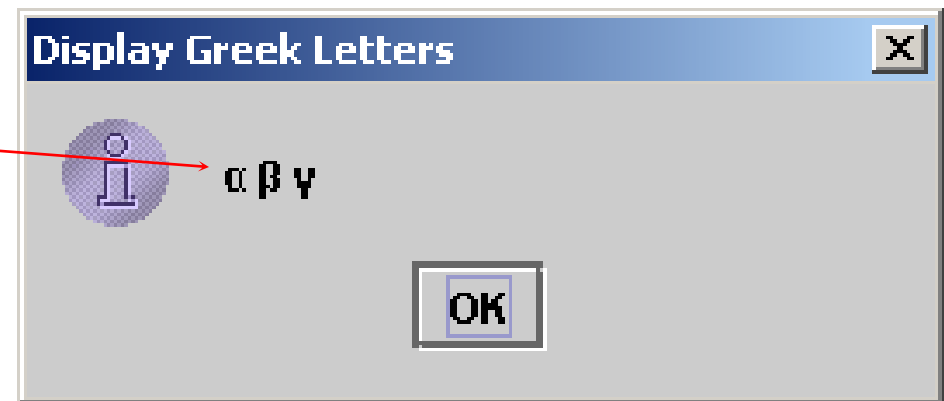 Display Greek Letters
α β γ
OK